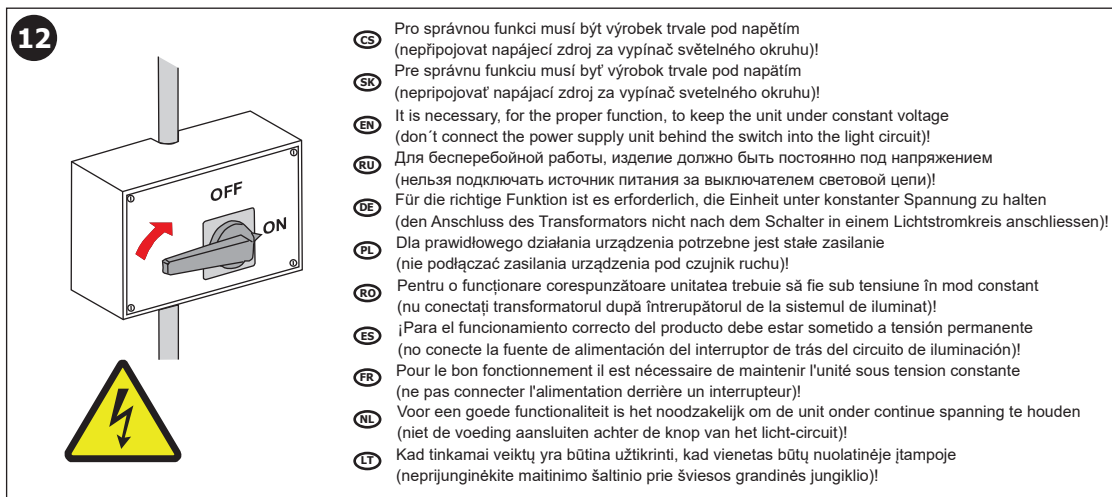 12
OFF
ON
CS Pro správnou funkci musí být výrobek trvale pod napětím
(nepřipojovat napájecí zdroj za vypínač světelného okruhu)!
SK Pre správnu funkciu musí byť výrobok trvale pod napätím
(nepripojovať napájací zdroj za vypínač svetelného okruhu)!
EN It is necessary, for the proper function, to keep the unit under constant voltage
(don´t connect the power supply unit behind the switch into the light circuit)!
RU Для бесперебойной работы, изделие должно быть постоянно под напряжением
(нельзя подключать источник питания за выключателем световой цепи)!
DE Für die richtige Funktion ist es erforderlich, die Einheit unter konstanter Spannung zu halten
(den Anschluss des Transformators nicht nach dem Schalter in einem Lichtstromkreis anschliessen)!
PL Dla prawidłowego działania urządzenia potrzebne jest stałe zasilanie
(nie podłączać zasilania urządzenia pod czujnik ruchu)!
RO Pentru o funcționare corespunzătoare unitatea trebuie să fie sub tensiune în mod constant
(nu conectați transformatorul după întrerupătorul de la sistemul de iluminat)!
ES ¡Para el funcionamiento correcto del producto debe estar sometido a tensión permanente
(no conecte la fuente de alimentación del interruptor de trás del circuito de iluminación)!
FR Pour le bon fonctionnement il est nécessaire de maintenir l'unité sous tension constante
(ne pas connecter l'alimentation derrière un interrupteur)!
NL Voor een goede functionaliteit is het noodzakelijk om de unit onder continue spanning te houden
(niet de voeding aansluiten achter de knop van het licht-circuit)!
LT Kad tinkamai veiktų yra būtina užtikrinti, kad vienetas būtų nuolatinėje įtampoje
(neprijunginėkite maitinimo šaltinio prie šviesos grandinės jungiklio)!